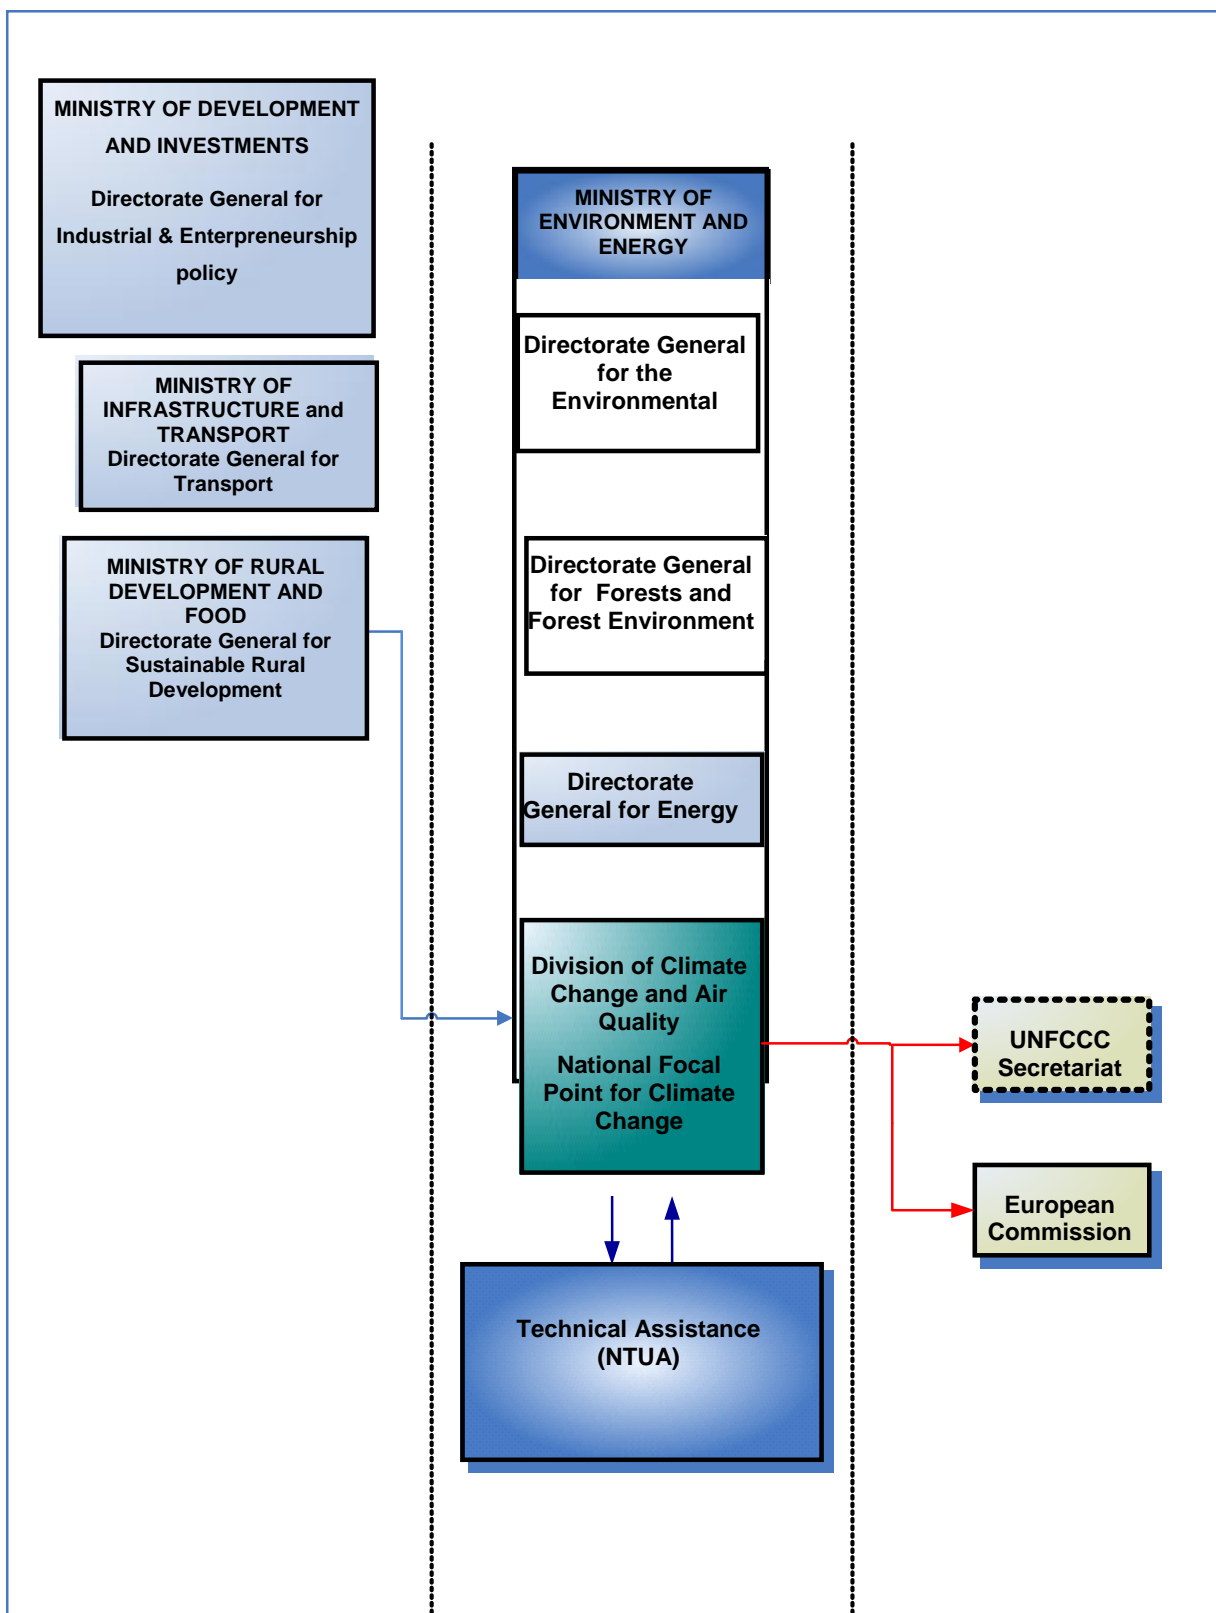 MINISTRY OF DEVELOPMENT
AND INVESTMENTS
Directorate General for
Industrial & Enterpreneurship
policy
MINISTRY OF
INFRASTRUCTURE and
TRANSPORT
Directorate General for
Transport
MINISTRY OF RURAL
DEVELOPMENT AND
FOOD
Directorate General for
Sustainable Rural
Development
MINISTRY OF
ENVIRONMENT AND
ENERGY
Directorate General
for the
Environmental
Directorate General
for Forests and
Forest Environment
Directorate
General for Energy
Division of Climate
Change and Air
Quality
National Focal
Point for Climate
Change
Technical Assistance
(NTUA)
UNFCCC
Secretariat
European
Commission